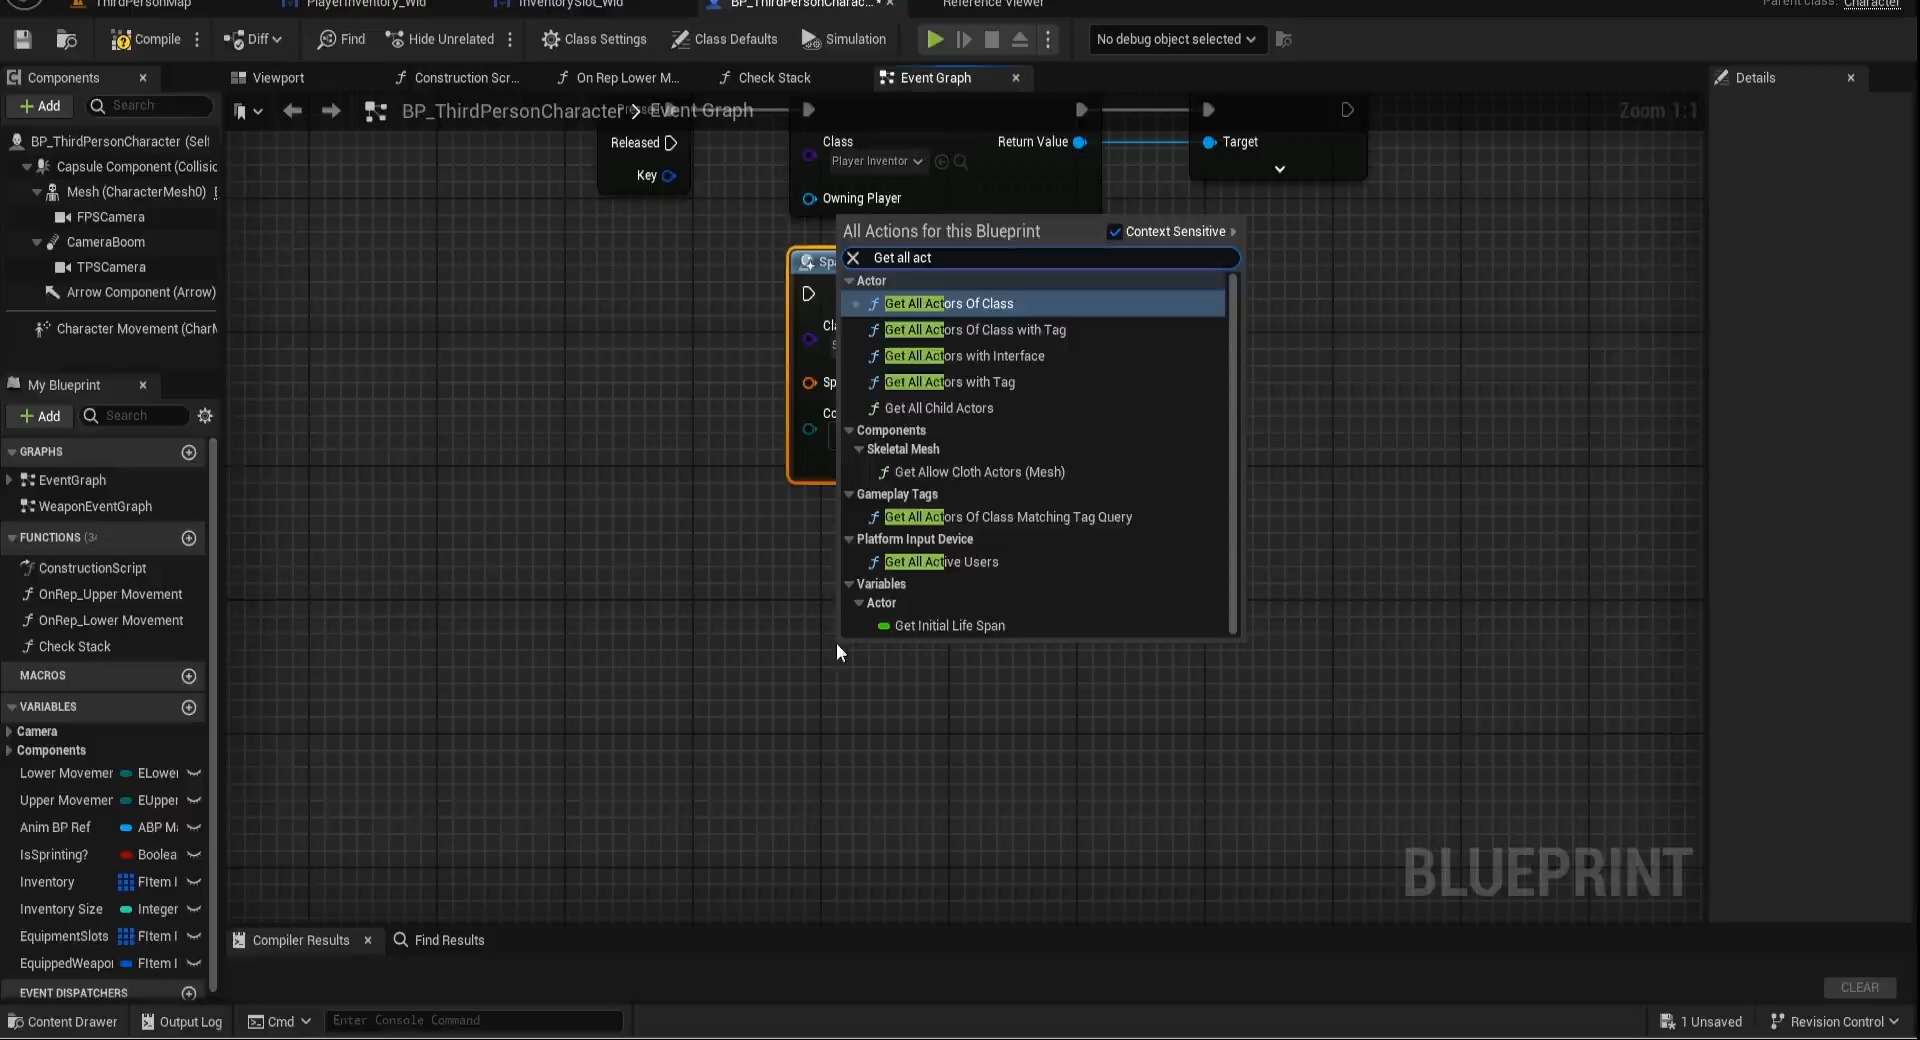 ThirdPersonMap
PlayerInventory_Wid
InventorySlot_Wid
BP_ThirdPersonCharac...*
Reference Viewer
Parent class: Character
Compile
Diff
Find
Hide Unrelated
Class Settings
Class Defaults
Simulation
No debug object selected
Components
Viewport
Construction Scr...
On Rep Lower M...
Check Stack
Event Graph
Details
Add
Search
BP_ThirdPersonCharacter > Event Graph
Zoom 1:1
BP_ThirdPersonCharacter (Self
Capsule Component (Collisic
Mesh (CharacterMesh0)
FPSCamera
CameraBoom
TPSCamera
Arrow Component (Arrow)
Character Movement (CharM
Released
Key
Class
Player Inventor
Return Value
Owning Player
Target
Spa
Cla
Sp
Co
All Actions for this Blueprint
Context Sensitive
Get all act
Actor
Get All Actors Of Class
Get All Actors Of Class with Tag
Get All Actors with Interface
Get All Actors with Tag
Get All Child Actors
Components
Skeletal Mesh
Get Allow Cloth Actors (Mesh)
Gameplay Tags
Get All Actors Of Class Matching Tag Query
Platform Input Device
Get All Active Users
Variables
Actor
Get Initial Life Span
My Blueprint
Add
Search
GRAPHS
EventGraph
WeaponEventGraph
FUNCTIONS (34
ConstructionScript
OnRep_Upper Movement
OnRep_Lower Movement
Check Stack
MACROS
VARIABLES
Camera
Components
Lower Movemer ELower
Upper Movemer EUpper
Anim BP Ref ABP Ma
IsSprinting? Boolea
Inventory FItem I
Inventory Size Integer
EquipmentSlots FItem I
EquippedWeapo FItem I
EVENT DISPATCHERS
BLUEPRINT
Compiler Results
Find Results
CLEAR
Content Drawer
Output Log
Cmd
Enter Console Command
1 Unsaved
Revision Control